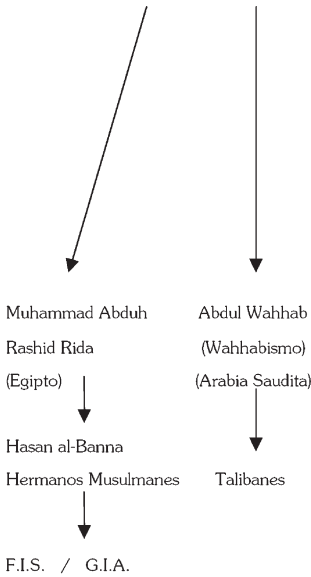 Muhammad Abduh
Rashid Rida
(Egipto)
Hasan al-Banna
Hermanos Musulmanes
F.I.S. / G.I.A.
Abdul Wahhab
(Wahhabismo)
(Arabia Saudita)
Talibanes